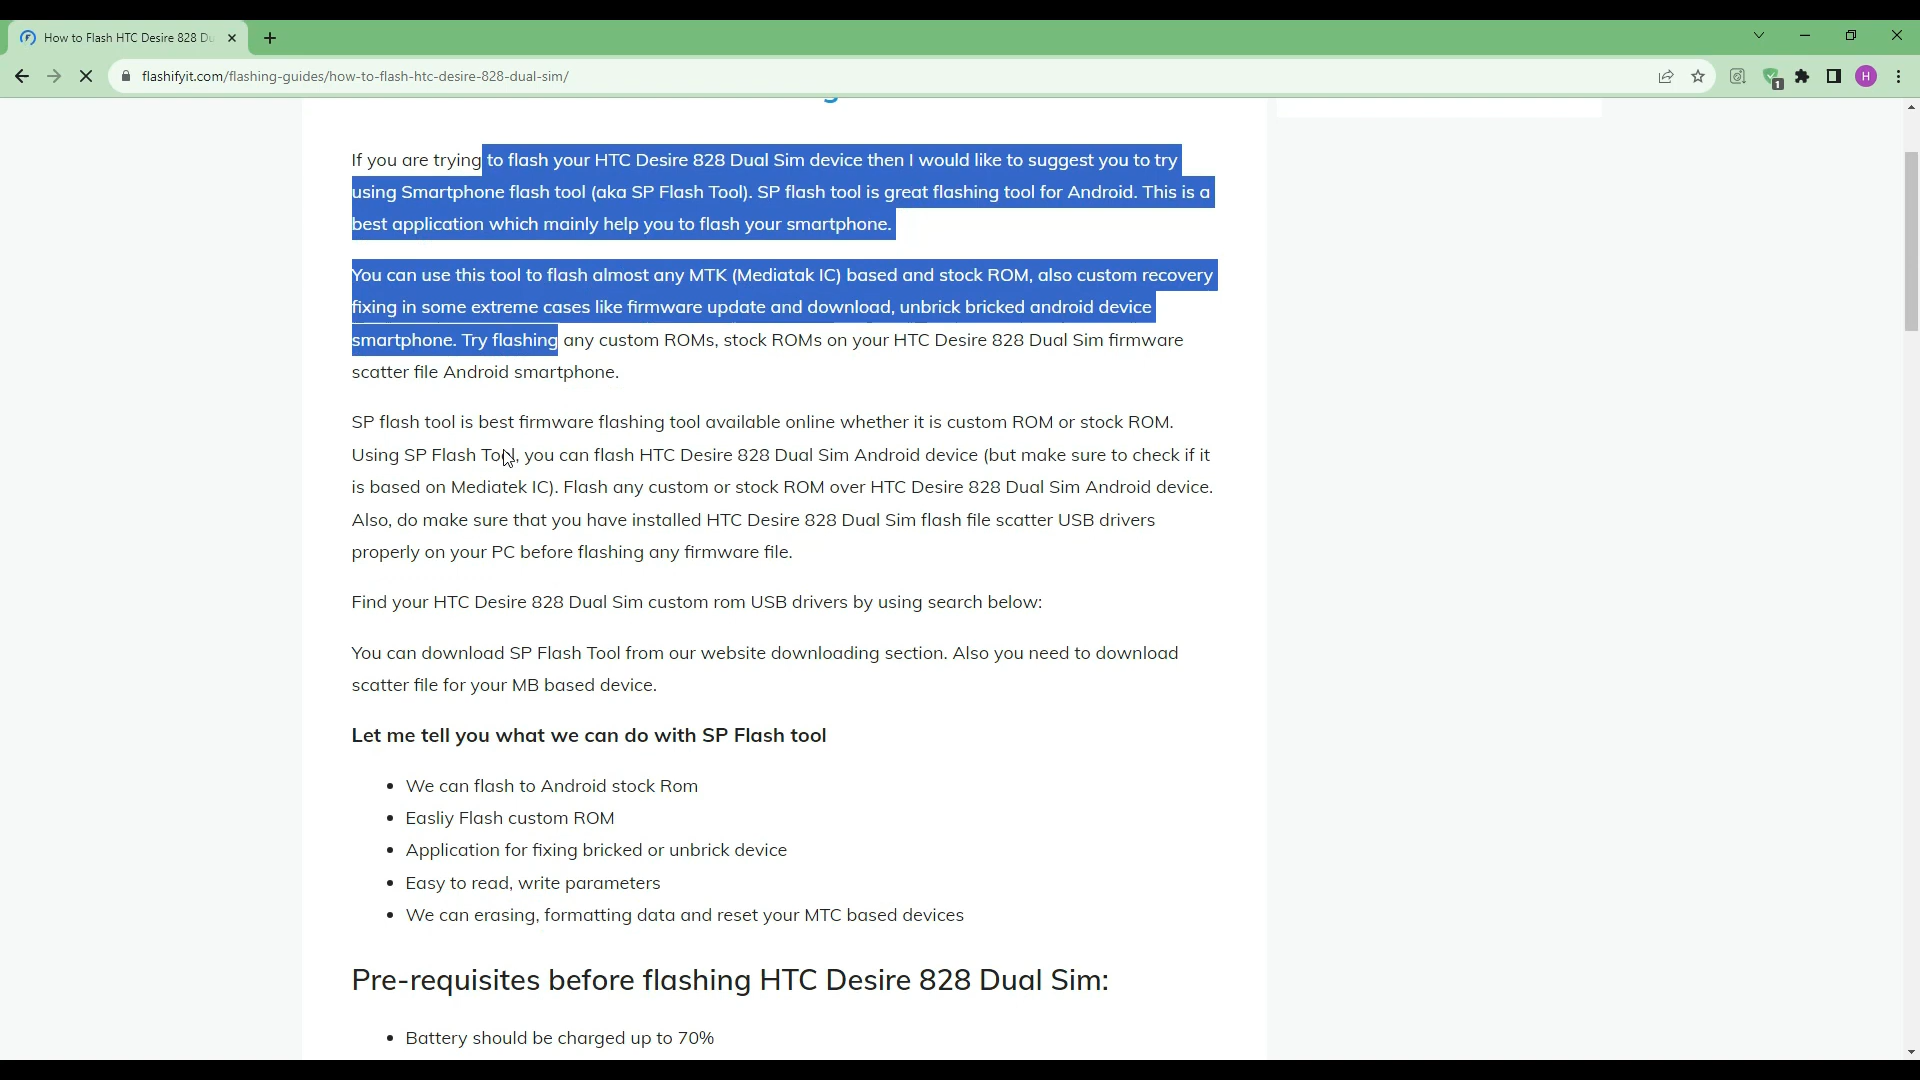 How to Flash HTC Desire 828 Du
flashifyit.com/flashing-guides/how-to-flash-htc-desire-828-dual-sim/
1
H
If you are trying to flash your HTC Desire 828 Dual Sim device then I would like to suggest you to try
using Smartphone flash tool (aka SP Flash Tool). SP flash tool is great flashing tool for Android. This is a
best application which mainly help you to flash your smartphone.
You can use this tool to flash almost any MTK (Mediatak IC) based and stock ROM, also custom recovery
fixing in some extreme cases like firmware update and download, unbrick bricked android device
smartphone. Try flashing any custom ROMs, stock ROMs on your HTC Desire 828 Dual Sim firmware
scatter file Android smartphone.
SP flash tool is best firmware flashing tool available online whether it is custom ROM or stock ROM.
Using SP Flash Tool, you can flash HTC Desire 828 Dual Sim Android device (but make sure to check if it
is based on Mediatek IC). Flash any custom or stock ROM over HTC Desire 828 Dual Sim Android device.
Also, do make sure that you have installed HTC Desire 828 Dual Sim flash file scatter USB drivers
properly on your PC before flashing any firmware file.
Find your HTC Desire 828 Dual Sim custom rom USB drivers by using search below:
You can download SP Flash Tool from our website downloading section. Also you need to download
scatter file for your MB based device.
Let me tell you what we can do with SP Flash tool
• We can flash to Android stock Rom
• Easliy Flash custom ROM
• Application for fixing bricked or unbrick device
• Easy to read, write parameters
• We can erasing, formatting data and reset your MTC based devices
Pre-requisites before flashing HTC Desire 828 Dual Sim:
• Battery should be charged up to 70%